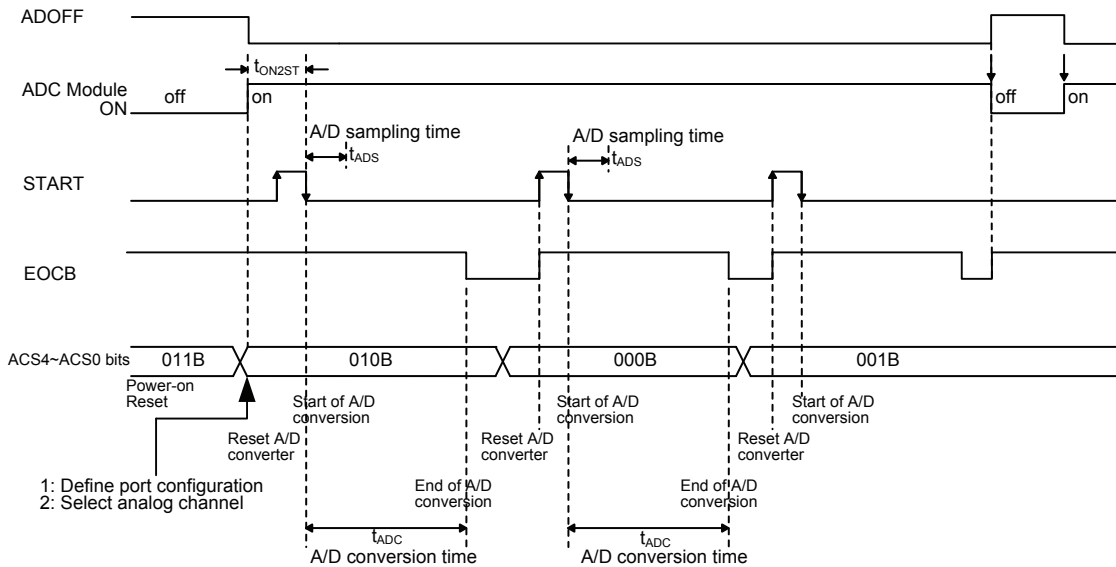 ADOFF
tON2ST
ADC Module
ON
off
on
off
on
A/D sampling time
tADS
A/D sampling time
tADS
START
EOCB
ACS4~ACS0 bits
011B
010B
000B
001B
Power-on
Reset
Start of A/D
conversion
Start of A/D
conversion
Start of A/D
conversion
Reset A/D
converter
Reset A/D
converter
Reset A/D
converter
1: Define port configuration
2: Select analog channel
End of A/D
conversion
End of A/D
conversion
tADC
A/D conversion time
tADC
A/D conversion time